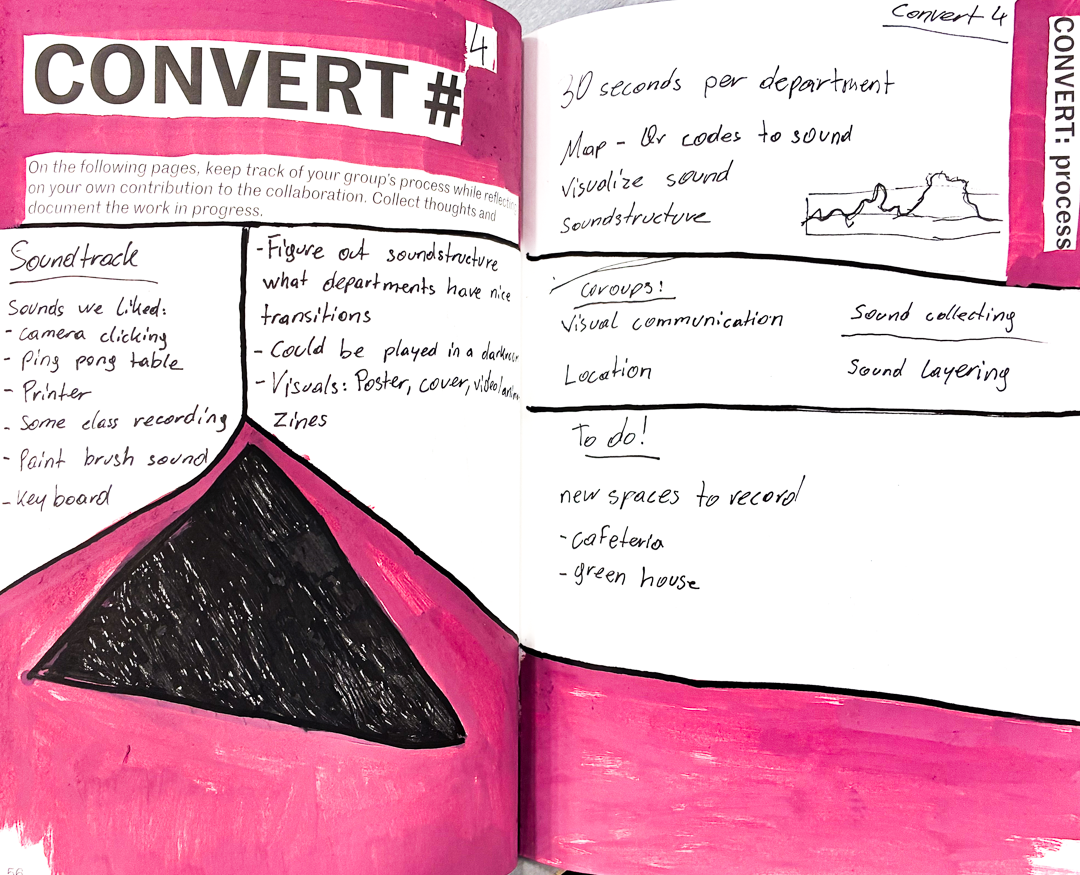 CONVERT #4
On the following pages, keep track of your group's process while reflecting
on your own contribution to the collaboration. Collect thoughts and
document the work in progress.
Soundtrack
Sounds we liked:
- camera clicking
- Ping pong table
- Printer
- Some class recording
- Paint brush sound
- Key board
- Figure out soundstructure
what departments have nice
transitions
- Could be played in a darkroom
- Visuals: Poster, cover, video/
Zines
56
Convert 4
30 seconds per department
Map - Qr codes to sound
visualize sound
Soundstructure
Groups!
Visual communication
Location
Sound collecting
Sound Layering
To do!
new spaces to record
- cafeteria
- green house
CONVERT: process